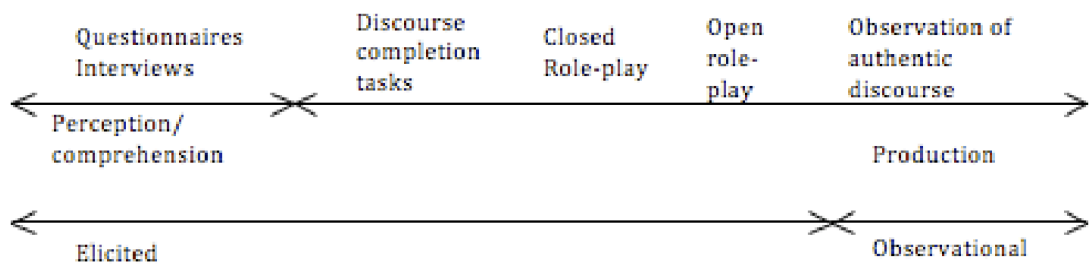 Questionnaires
Interviews
Discourse
completion
tasks
Closed
Role-play
Open
role-
play
Observation of
authentic
discourse
Perception/
comprehension
Production
Elicited
Observational